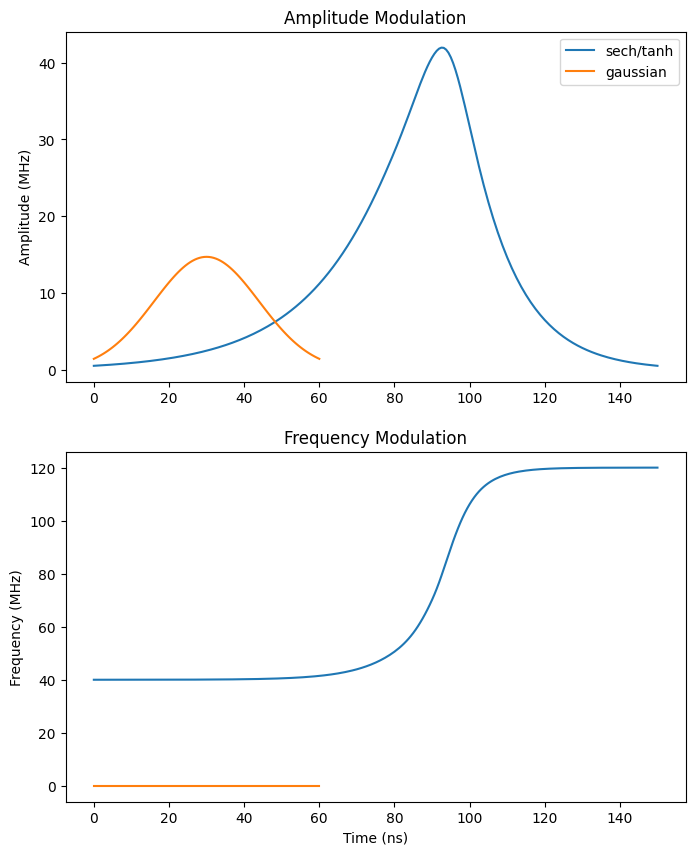 Amplitude Modulation
sech/tanh
gaussian
Amplitude (MHz)
40
30
20
10
0
0 20 40 60 80 100 120 140
Frequency Modulation
Frequency (MHz)
120
100
80
60
40
20
0
0 20 40 60 80 100 120 140
Time (ns)